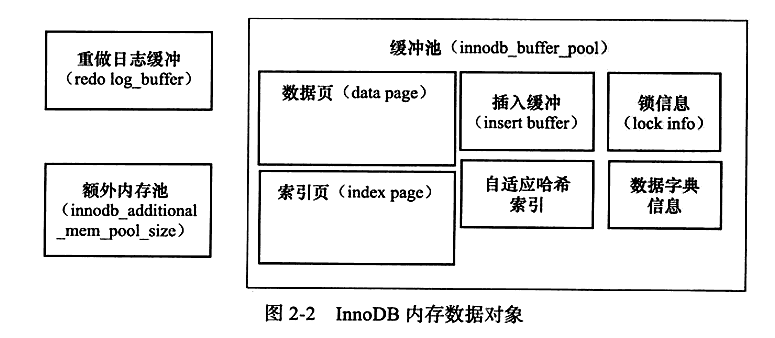 重做日志缓冲
（redo log_buffer）
额外内存池
（innodb_additional
_mem_pool_size）
缓冲池（innodb_buffer_pool）
数据页（data page）
插入缓冲
（insert buffer）
锁信息
（lock info）
索引页（index page）
自适应哈希
索引
数据字典
信息
图 2-2 InnoDB 内存数据对象